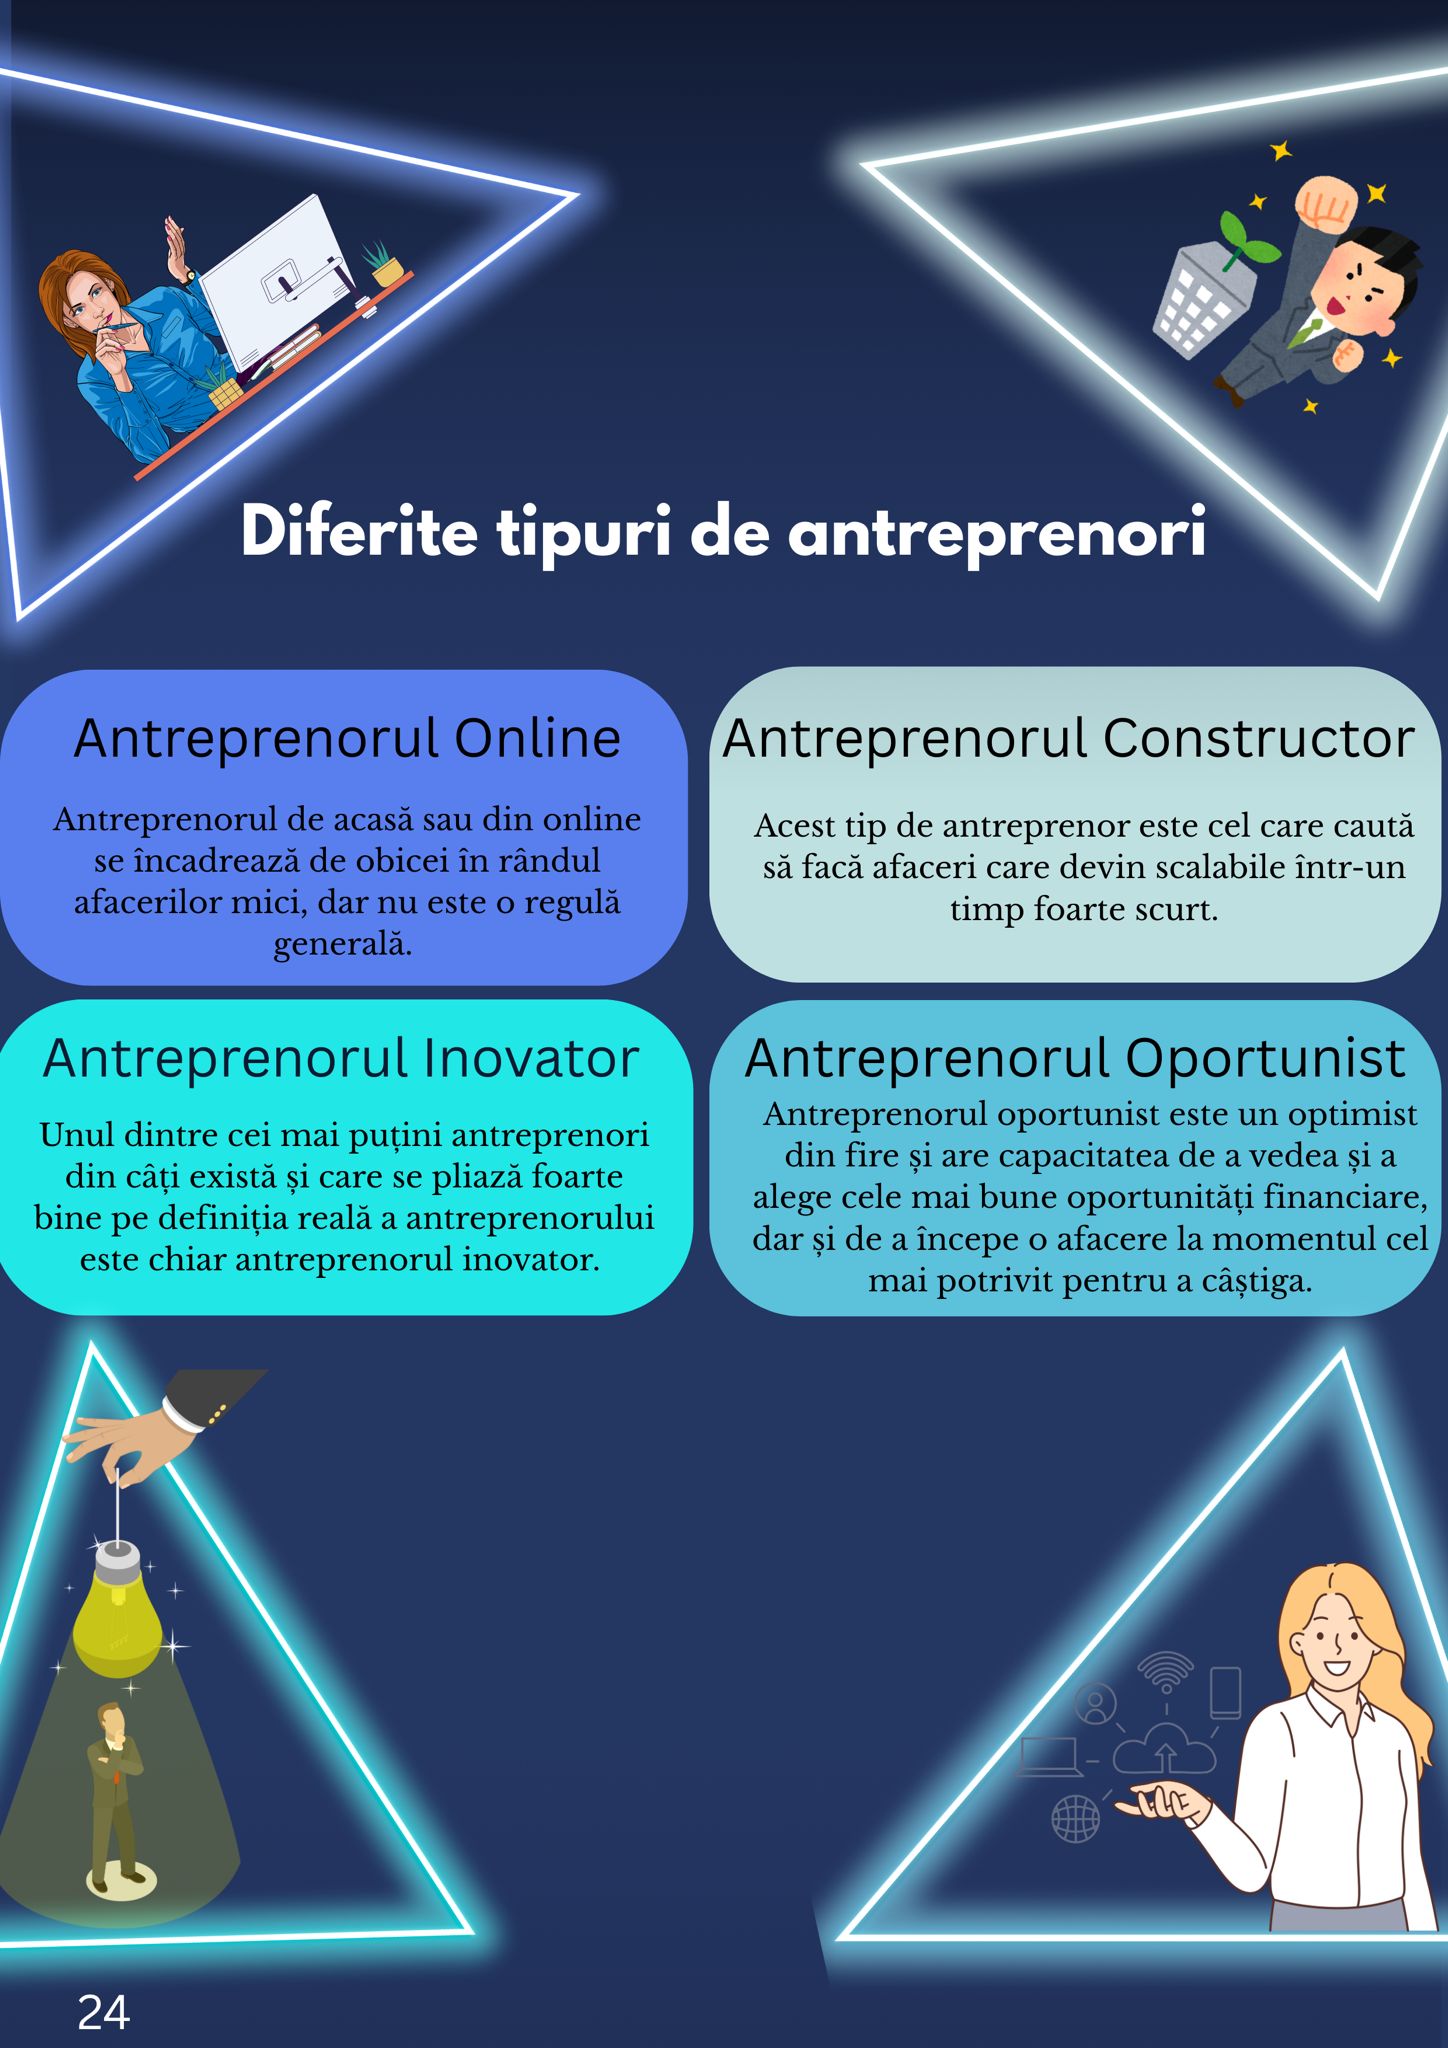 Diferite tipuri de antreprenori
Antreprenorul Online
Antreprenorul de acasă sau din online
se încadrează de obicei în rândul
afacerilor mici, dar nu este o regulă
generală.
Antreprenorul Constructor
Acest tip de antreprenor este cel care caută
să facă afaceri care devin scalabile într-un
timp foarte scurt.
Antreprenorul Inovator
Unul dintre cei mai puțini antreprenori
din câți există și care se pliază foarte
bine pe definiția reală a antreprenorului
este chiar antreprenorul inovator.
Antreprenorul Oportunist
Antreprenorul oportunist este un optimist
din fire și are capacitatea de a vedea și a
alege cele mai bune oportunități financiare,
dar și de a începe o afacere la momentul cel
mai potrivit pentru a câștiga.
24